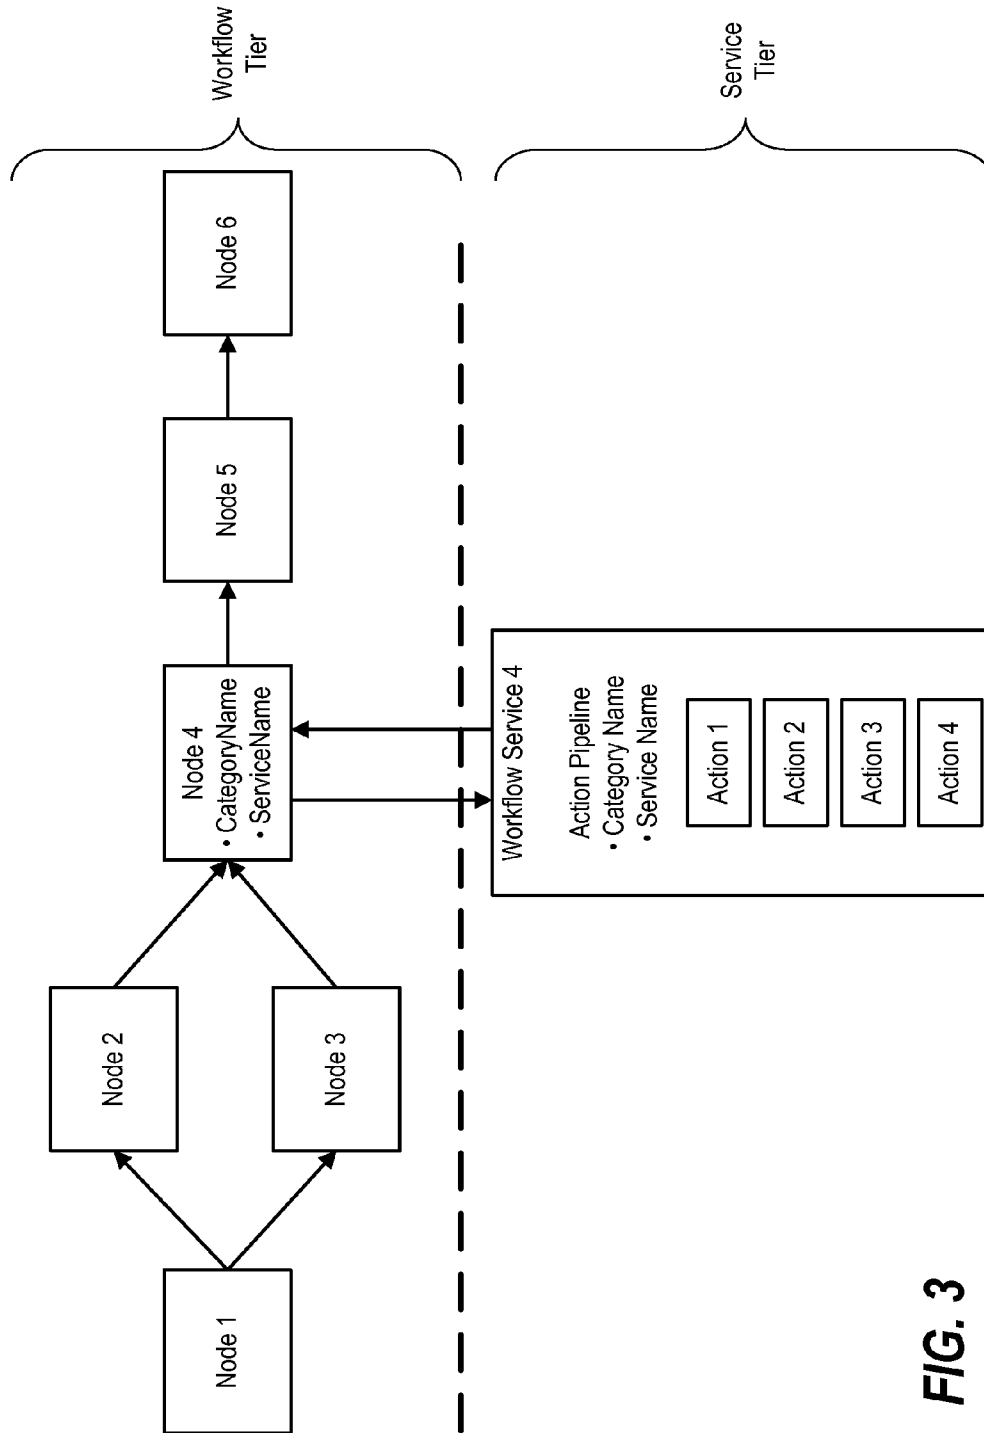 Workflow
Tier
Node 1
Node 2
Node 3
Node 4
• CategoryName
• ServiceName
Node 5
Node 6
Service
Tier
Workflow Service 4
Action Pipeline
• Category Name
• Service Name
Action 1
Action 2
Action 3
Action 4
FIG. 3